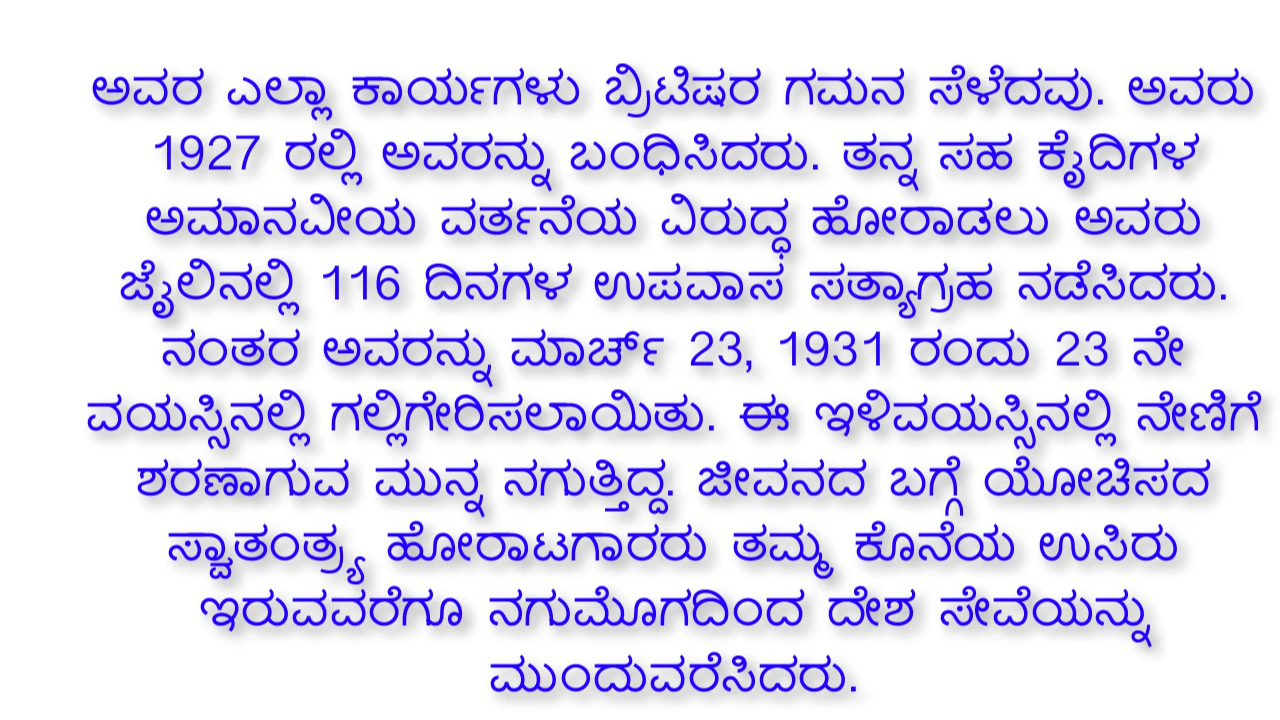 ಅವರ ಎಲ್ಲಾ ಕಾರ್ಯಗಳು ಬ್ರಿಟಿಷರ ಗಮನ ಸೆಳೆದವು. ಅವರು
1927 ರಲ್ಲಿ ಅವರನ್ನು ಬಂಧಿಸಿದರು. ತನ್ನ ಸಹ ಕೈದಿಗಳ
ಅಮಾನವೀಯ ವರ್ತನೆಯ ವಿರುದ್ಧ ಹೋರಾಡಲು ಅವರು
ಜೈಲಿನಲ್ಲಿ 116 ದಿನಗಳ ಉಪವಾಸ ಸತ್ಯಾಗ್ರಹ ನಡೆಸಿದರು.
ನಂತರ ಅವರನ್ನು ಮಾರ್ಚ್ 23, 1931 ರಂದು 23 ನೇ
ವಯಸ್ಸಿನಲ್ಲಿ ಗಲ್ಲಿಗೇರಿಸಲಾಯಿತು. ಈ ಇಳಿವಯಸ್ಸಿನಲ್ಲಿ ನೇಣಿಗೆ
ಶರಣಾಗುವ ಮುನ್ನ ನಗುತ್ತಿದ್ದ. ಜೀವನದ ಬಗ್ಗೆ ಯೋಚಿಸದ
ಸ್ವಾತಂತ್ರ್ಯ ಹೋರಾಟಗಾರರು ತಮ್ಮ ಕೊನೆಯ ಉಸಿರು
ಇರುವವರೆಗೂ ನಗುಮೊಗದಿಂದ ದೇಶ ಸೇವೆಯನ್ನು
ಮುಂದುವರೆಸಿದರು.